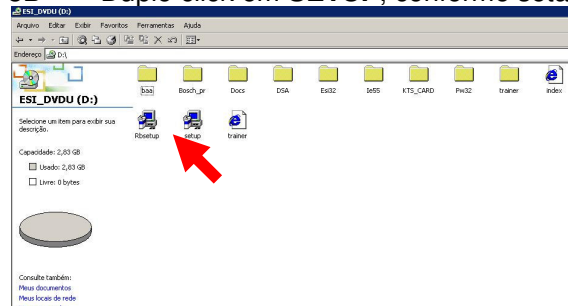 Duplo click em SETUP, conforme seta
ESI_DVDU (D:)
Arquivo Editar Exibir Favoritos Ferramentas Ajuda
Endereço D:\
baa Bosch_pr Docs DSA Esi32 Ie55 KTS_CARD Pw32 trainer index
ESI_DVDU (D:)
Selecione um item para exibir sua
descrição.
Rbsetup setup trainer
Capacidade: 2,83 GB
Usado: 2,83 GB
Livre: 0 bytes
Consulte também:
Meus documentos
Meus locais de rede